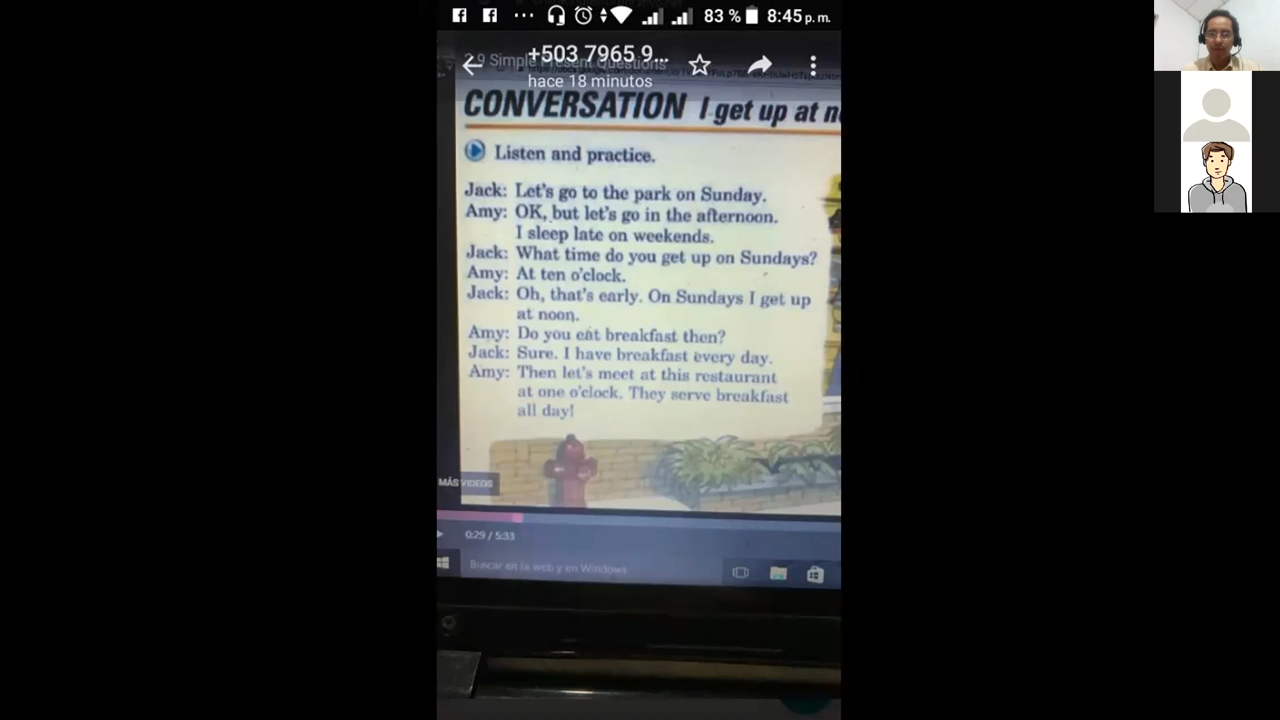 83 % 8:45 p. m.
+503 7965 9...
2.9 Simple Present Questions
hace 18 minutos
CONVERSATION I get up at n
Listen and practice.
Jack: Let's go to the park on Sunday.
Amy: OK, but let's go in the afternoon.
I sleep late on weekends.
Jack: What time do you get up on Sundays?
Amy: At ten o'clock.
Jack: Oh, that's early. On Sundays I get up
at noon.
Amy: Do you eat breakfast then?
Jack: Sure. I have breakfast every day.
Amy: Then let's meet at this restaurant
at one o'clock. They serve breakfast
all day!
MÁS VIDEOS
0:29 / 5:33
Buscar en la web y en Windows